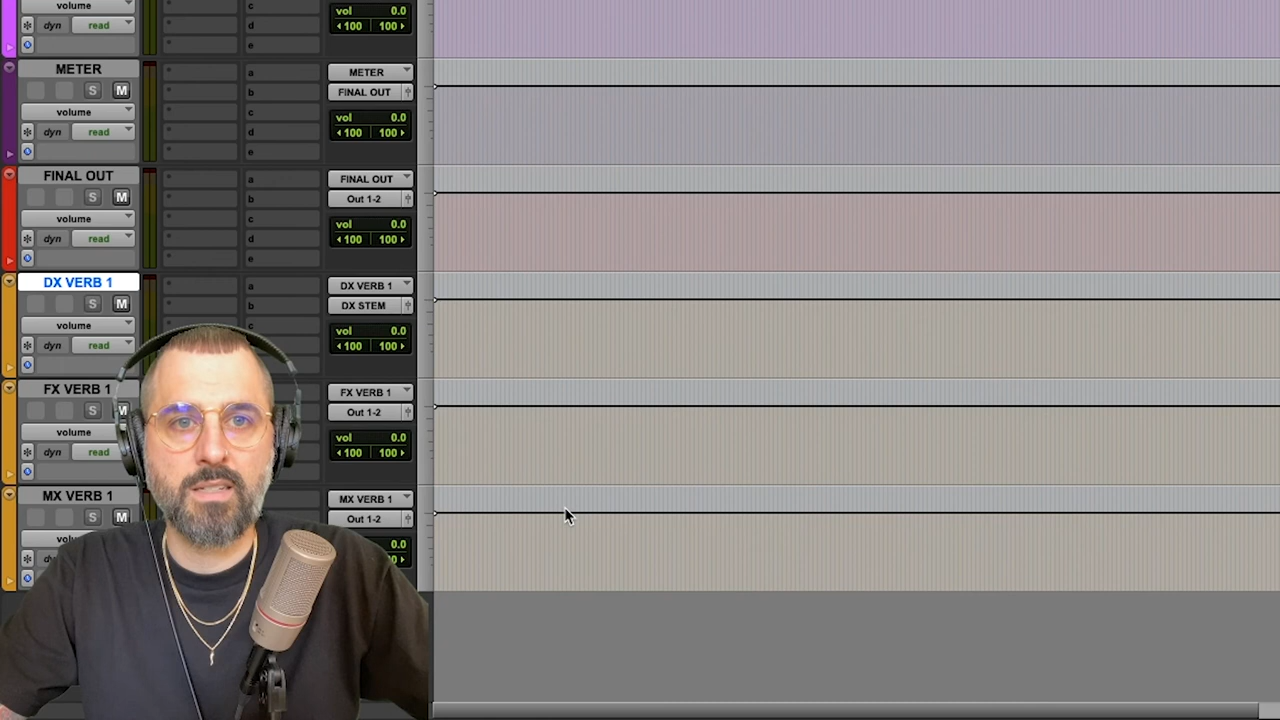 volume c vol 0.0
dyn read d 100 100
e
METER a METER
S M b FINAL OUT
volume c vol 0.0
dyn read d 100 100
e
FINAL OUT a FINAL OUT
S M b Out 1-2
volume c vol 0.0
dyn read d 100 100
e
DX VERB 1 a DX VERB 1
S M b DX STEM
volume c vol 0.0
dyn read 100 100
FX VERB 1 FX VERB 1
S M Out 1-2
volume vol 0.0
dyn read 100 100
MX VERB 1 MX VERB 1
S M Out 1-2
0.0